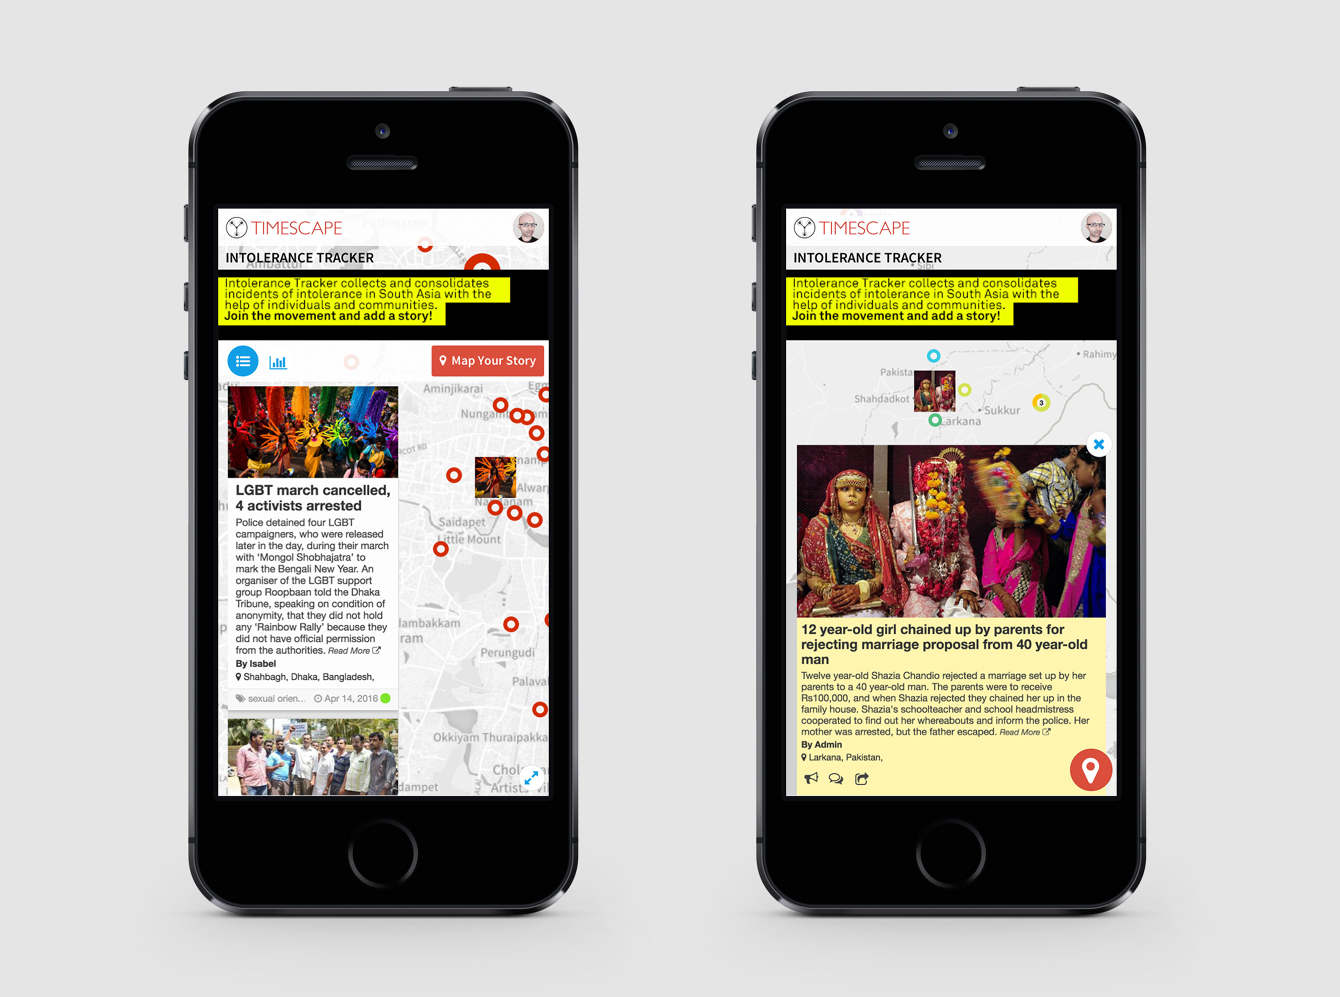 TIMESCAPE
INTOLERANCE TRACKER
Intolerance Tracker collects and consolidates
incidents of intolerance in South Asia with the
help of individuals and communities.
Join the movement and add a story!
Map Your Story
LGBT march cancelled,
4 activists arrested
Police detained four LGBT
campaigners, who were released
later in the day, during their march
with 'Mongol Shobhajatra' to
mark the Bengali New Year. An
organiser of the LGBT support
group Roopbaan told the Dhaka
Tribune, speaking on condition of
anonymity, that they did not hold
any 'Rainbow Rally' because they
did not have official permission
from the authorities. Read More
By Isabel
Shahbagh, Dhaka, Bangladesh,
sexual orien... Apr 14, 2016
Ambattur
Aminjikarai
Saidapet
Little Mount
Perungudi
Okkiyam Thuraipakka
TIMESCAPE
INTOLERANCE TRACKER
Sibi
Intolerance Tracker collects and consolidates
incidents of intolerance in South Asia with the
help of individuals and communities.
Join the movement and add a story!
Rahimy
Pakista
Shahdadkot
Sukkur
3
Larkana
12 year-old girl chained up by parents for
rejecting marriage proposal from 40 year-old
man
Twelve year-old Shazia Chandio rejected a marriage set up by her
parents to a 40 year-old man. The parents were to receive
Rs100,000, and when Shazia rejected they chained her up in the
family house. Shazia's schoolteacher and school headmistress
cooperated to find out her whereabouts and inform the police. Her
mother was arrested, but the father escaped. Read More
By Admin
Larkana, Pakistan,